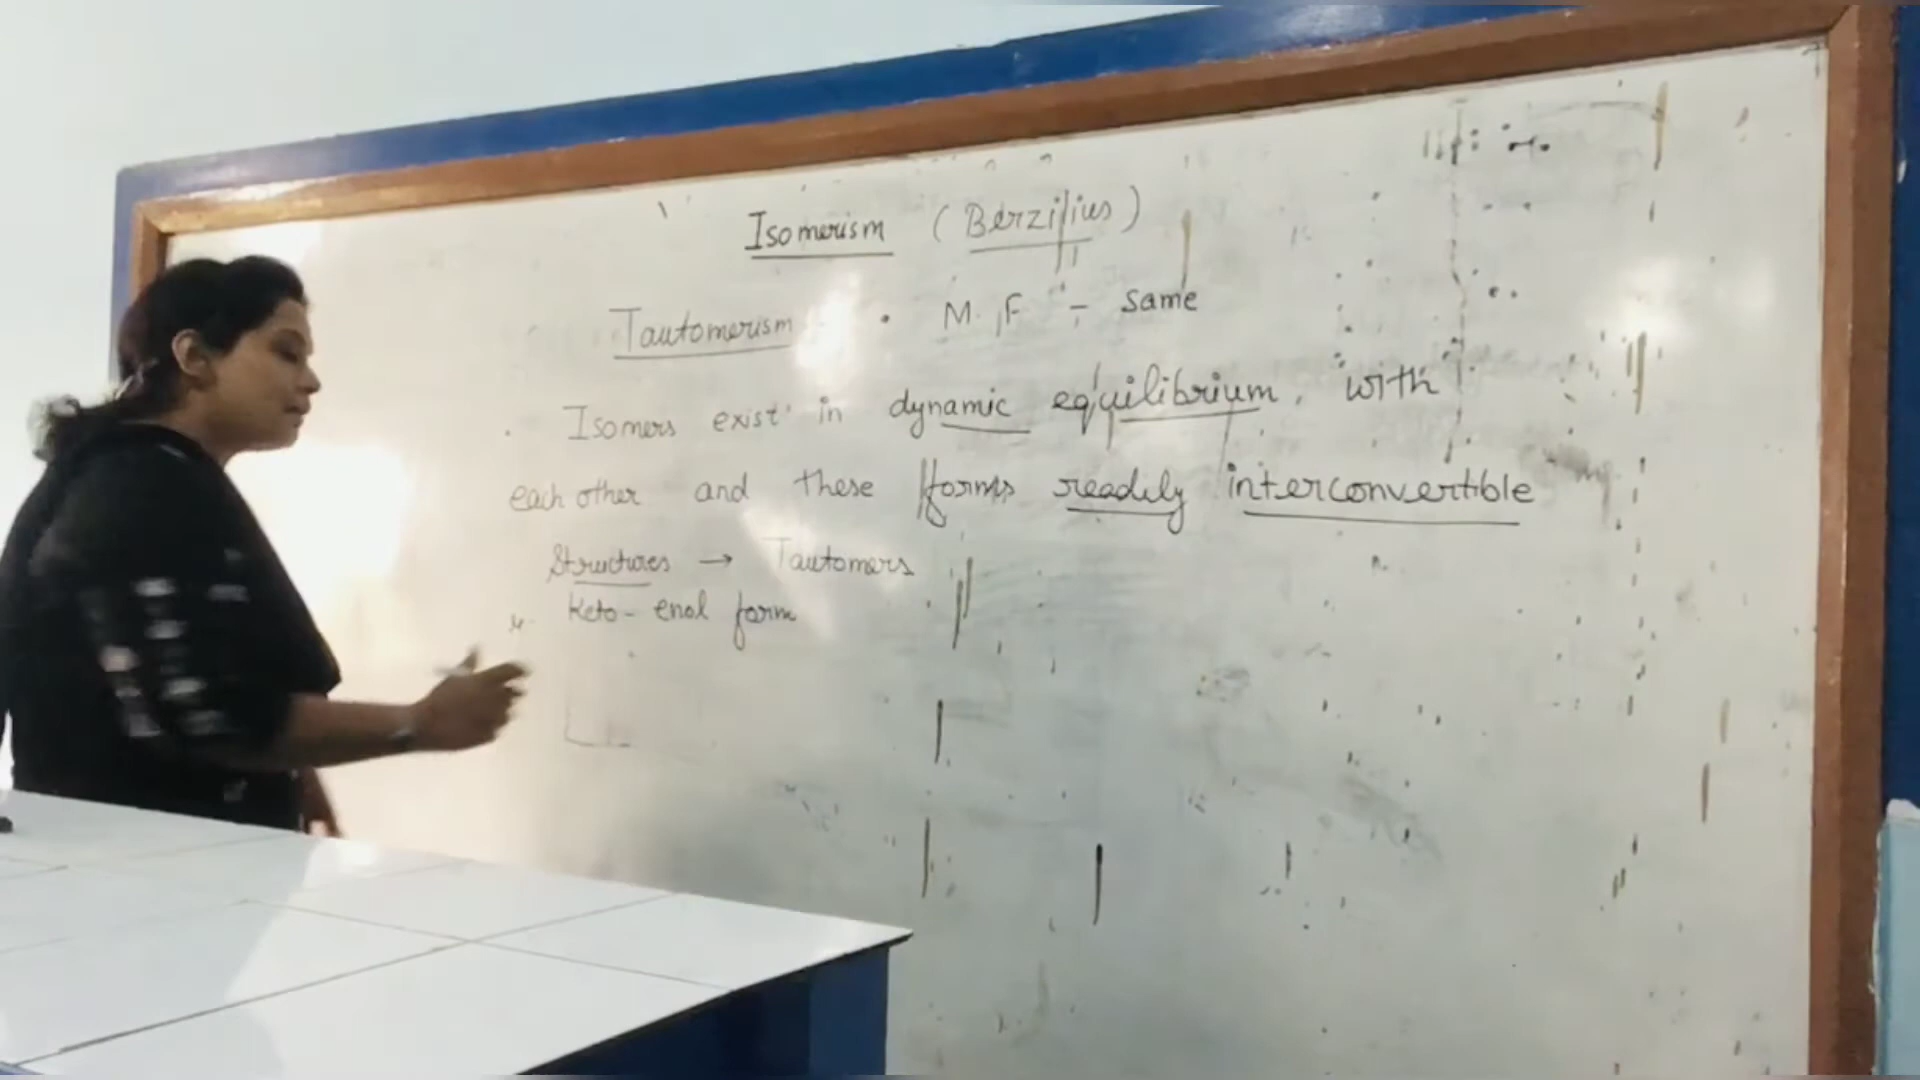 Isomerism (Berzilius)
Tautomerism • M.F - same
. Isomers exist in dynamic equilibrium, with
each other and these forms readily interconvertible
Structures → Tautomers
Keto - enol form